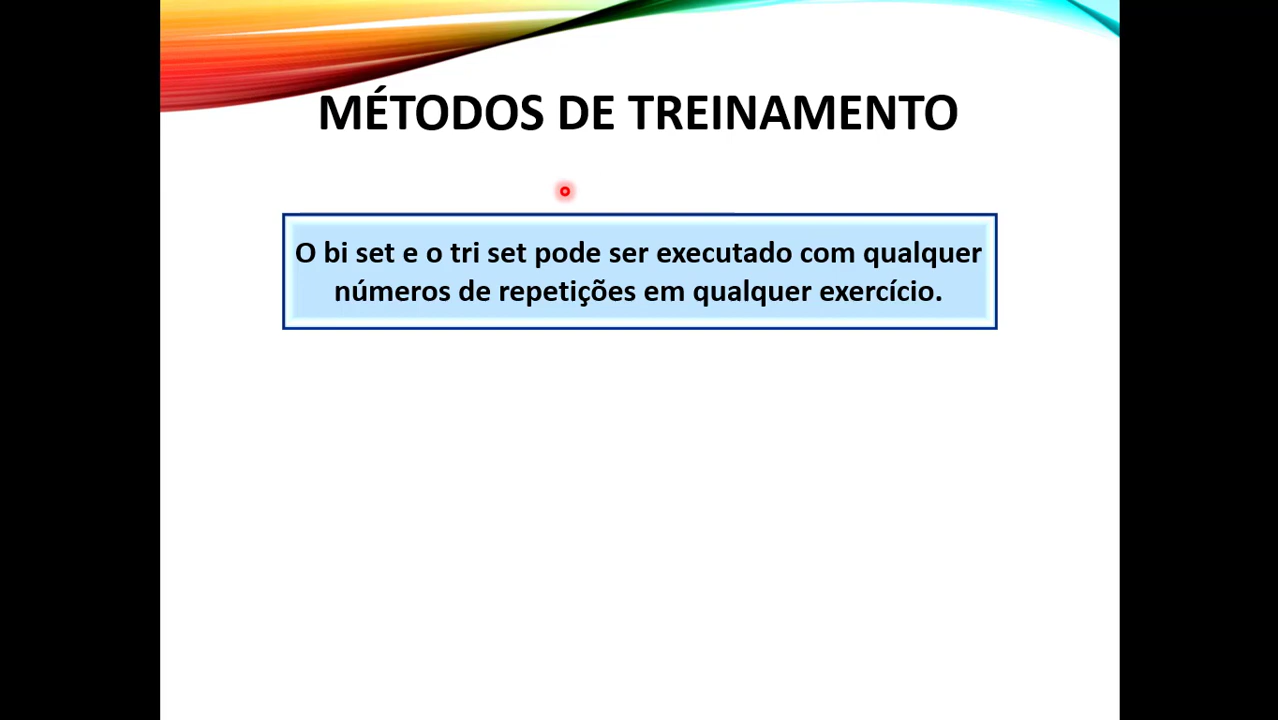 MÉTODOS DE TREINAMENTO
O bi set e o tri set pode ser executado com qualquer
números de repetições em qualquer exercício.